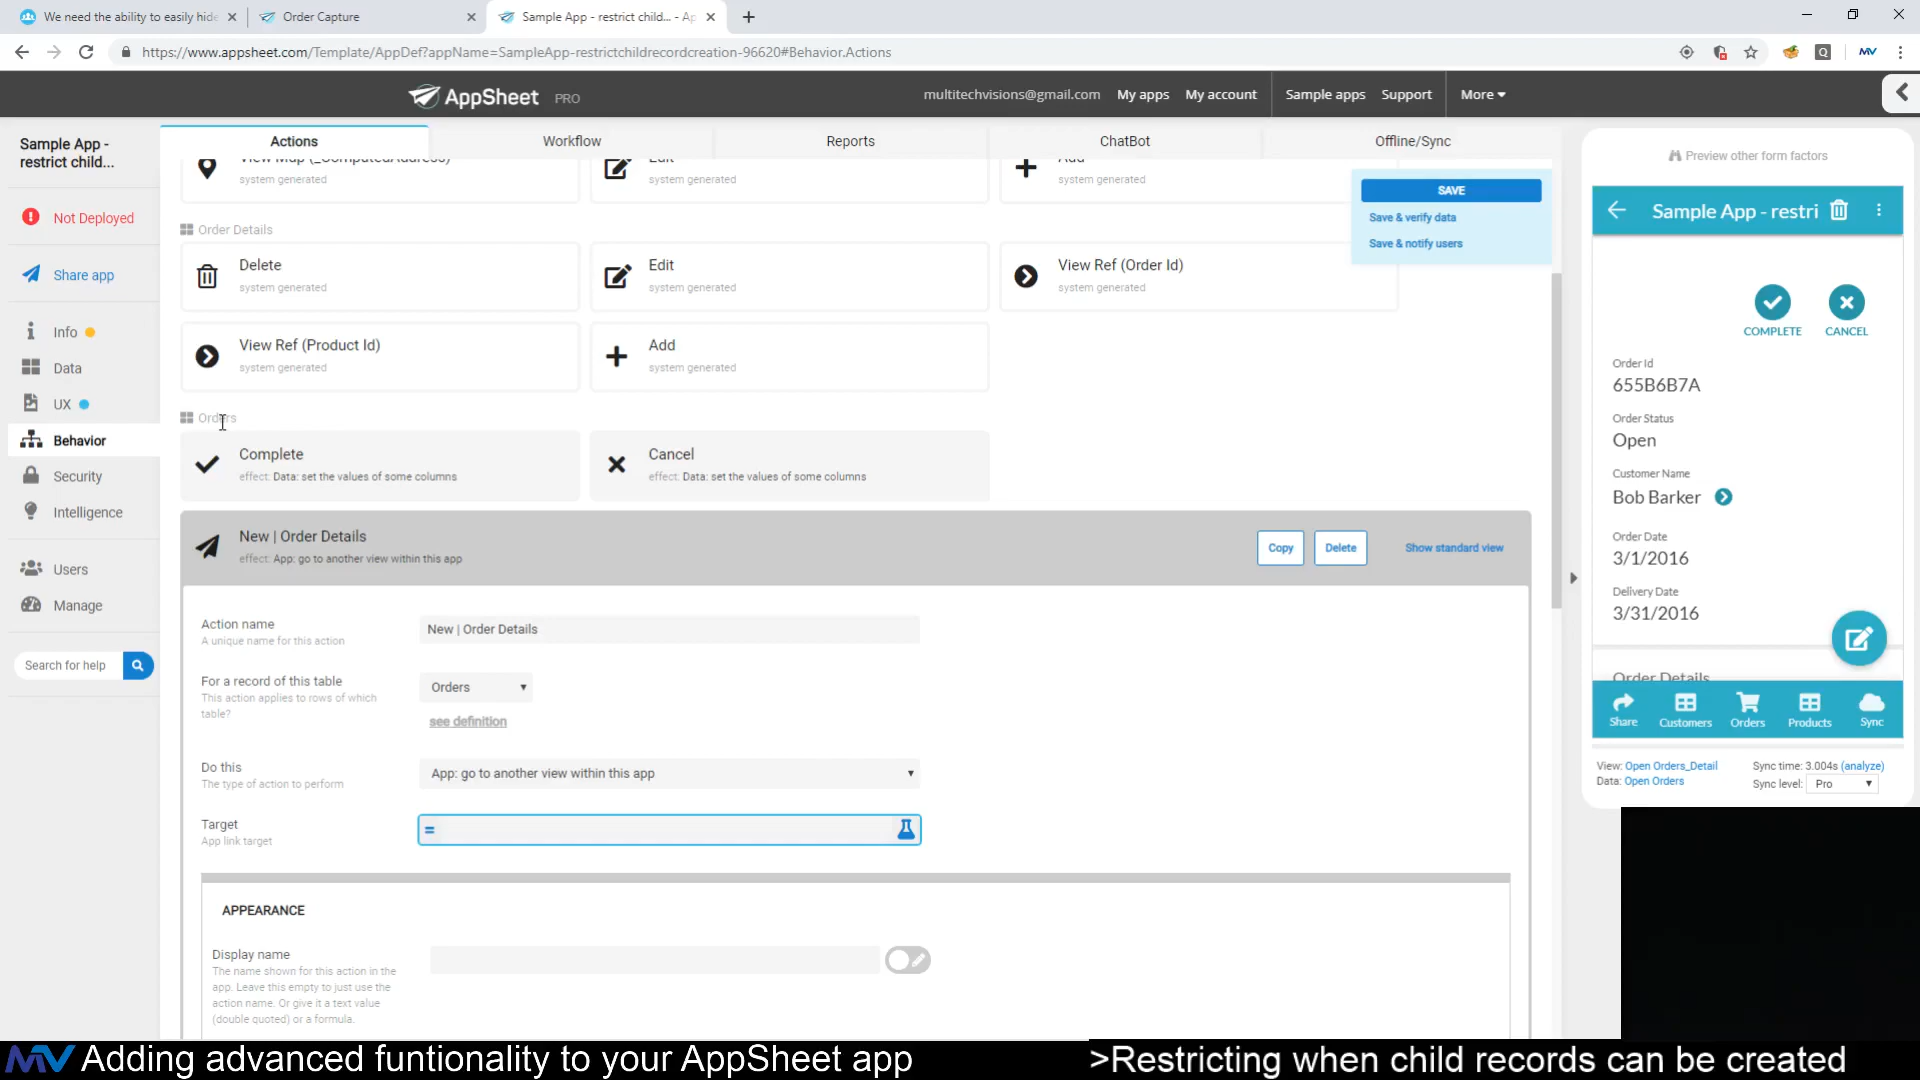 We need the ability to easily hide
Order Capture
Sample App - restrict child... - Ap
https://www.appsheet.com/Template/AppDef?appName=SampleApp-restrictchildrecordcreation-96620#Behavior.Actions
AppSheet PRO
multitechvisions@gmail.com My apps My account Sample apps Support More
Sample App -
restrict child...
Not Deployed
Share app
Info
Data
UX
Behavior
Security
Intelligence
Users
Manage
Search for help
Actions Workflow Reports ChatBot Offline/Sync
View Map (_ComputedAddress)
system generated
Edit
system generated
Add
system generated
SAVE
Save & verify data
Save & notify users
Order Details
Delete
system generated
Edit
system generated
View Ref (Order Id)
system generated
View Ref (Product Id)
system generated
Add
system generated
Orders
Complete
effect: Data: set the values of some columns
Cancel
effect: Data: set the values of some columns
New | Order Details
effect: App: go to another view within this app
Copy Delete Show standard view
Action name
A unique name for this action
New | Order Details
For a record of this table
This action applies to rows of which
table?
Orders
see definition
Do this
The type of action to perform
App: go to another view within this app
Target
App link target
=
APPEARANCE
Display name
The name shown for this action in the
app. Leave this empty to just use the
action name. Or give it a text value
(double quoted) or a formula.
Preview other form factors
Sample App - restri
COMPLETE CANCEL
Order Id
655B6B7A
Order Status
Open
Customer Name
Bob Barker
Order Date
3/1/2016
Delivery Date
3/31/2016
Order Details
Share Customers Orders Products Sync
View: Open Orders_Detail
Data: Open Orders
Sync time: 3.004s (analyze)
Sync level: Pro
MV Adding advanced funtionality to your AppSheet app
>Restricting when child records can be created